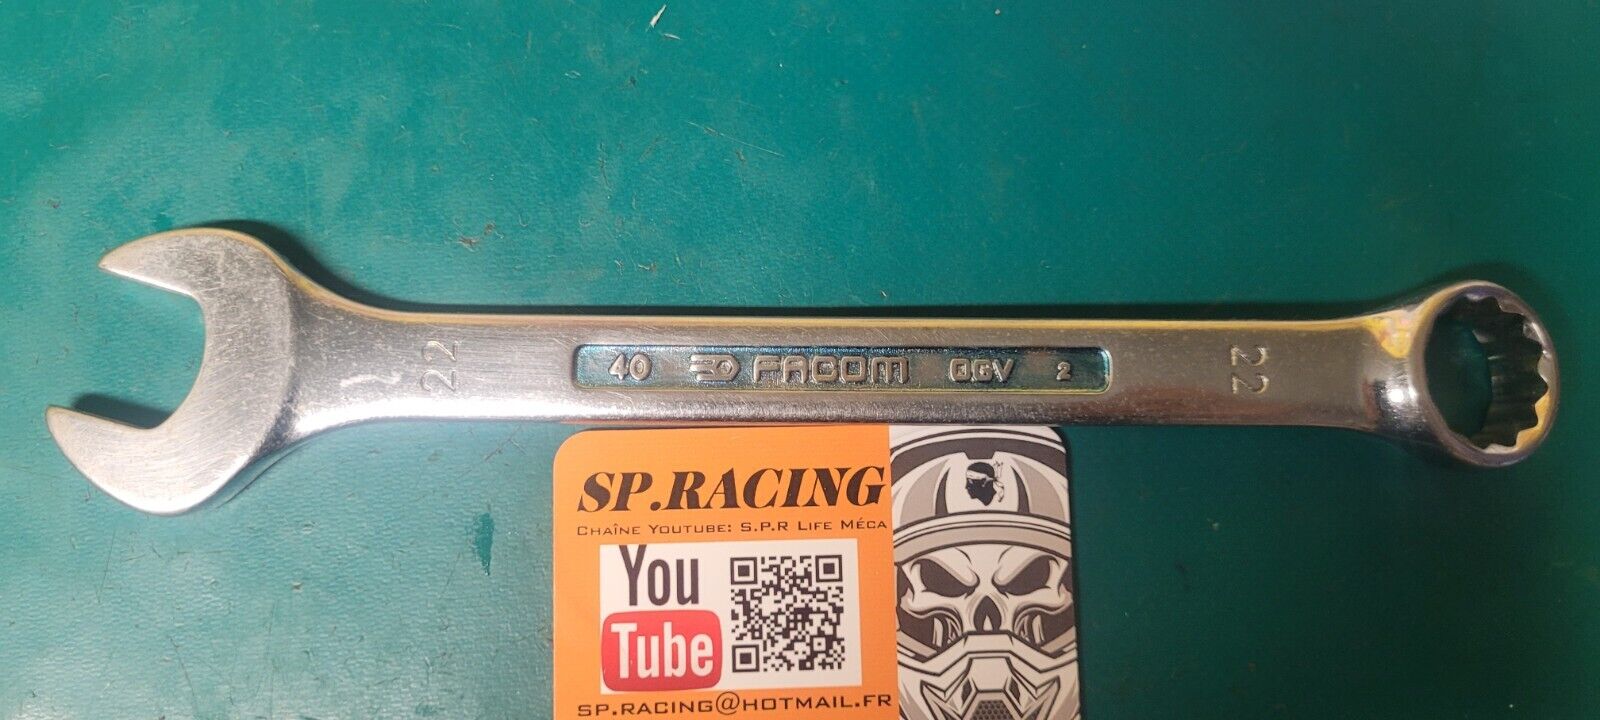 22
40 FACOM OGV 2
22
SP.RACING
CHAÎNE YOUTUBE: S.P.R LIFE MÉCA
You
Tube
SP.RACING@HOTMAIL.FR